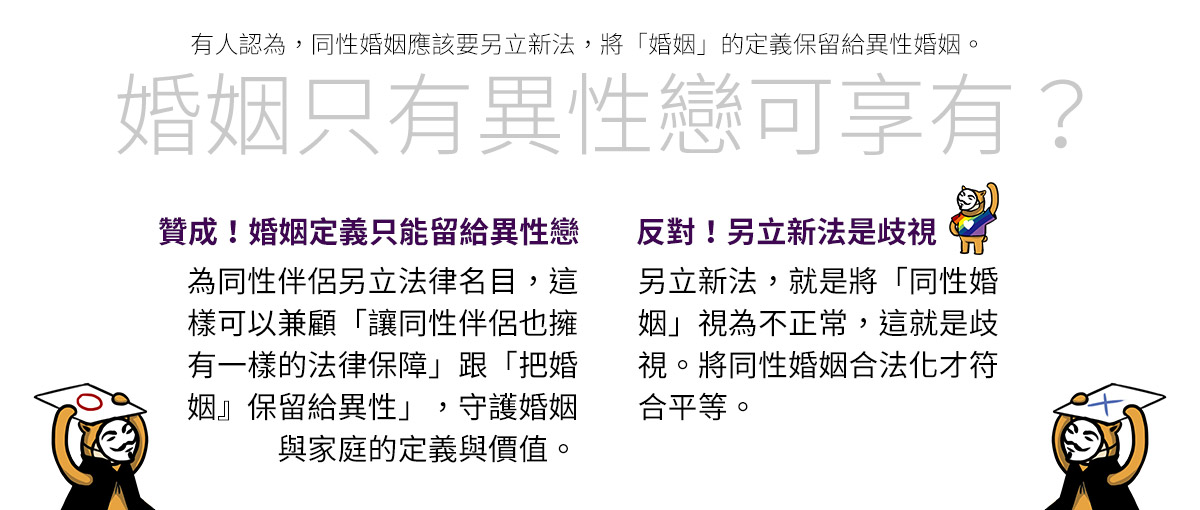 有人認為，同性婚姻應該要另立新法，將「婚姻」的定義保留給異性婚姻。
婚姻只有異性戀可享有？
贊成！婚姻定義只能留給異性戀
為同性伴侶另立法律名目，這
樣可以兼顧「讓同性伴侶也擁
有一樣的法律保障」跟「把婚
姻』保留給異性」，守護婚姻
與家庭的定義與價值。
反對！另立新法是歧視
另立新法，就是將「同性婚
姻」視為不正常，這就是歧
視。將同性婚姻合法化才符
合平等。